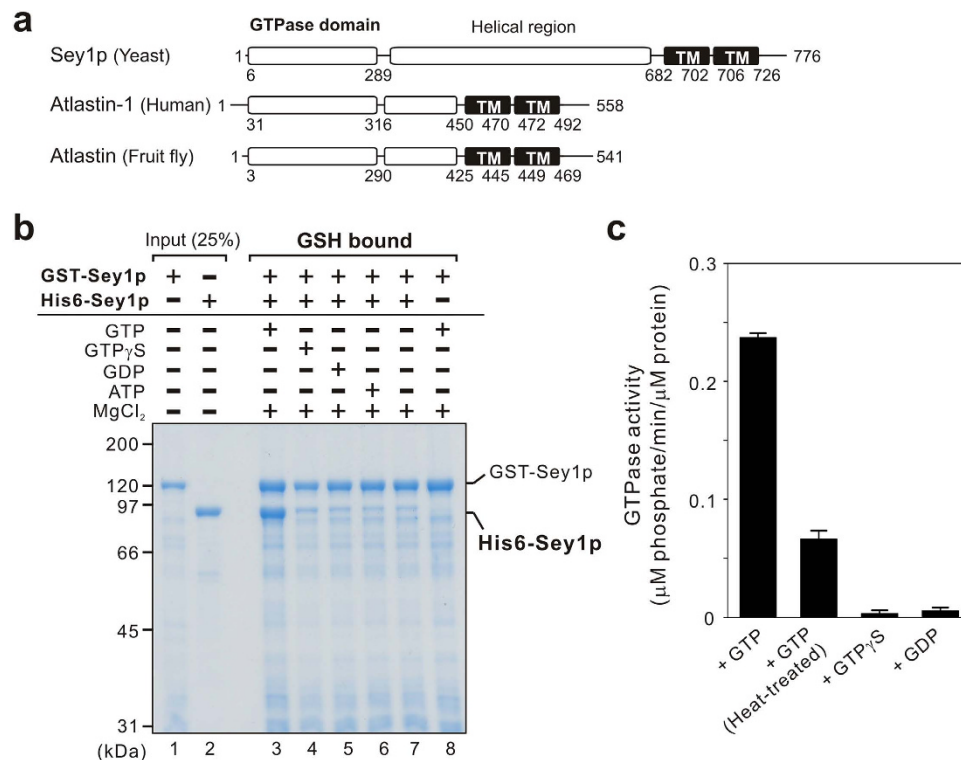 a
GTPase domain Helical region
Sey1p (Yeast) 1 TM TM 776
6 289 682 702 706 726
Atlastin-1 (Human) 1 TM TM 558
31 316 450 470 472 492
Atlastin (Fruit fly) 1 TM TM 541
3 290 425 445 449 469
b
Input (25%) GSH bound
GST-Sey1p + − + + + + + +
His6-Sey1p − + + + + + + −
GTP − − + − − − − +
GTPγS − − − + − − − −
GDP − − − − + − − −
ATP − − − − − + − −
MgCl₂ − − + + + + + +
200
120 GST-Sey1p
97
His6-Sey1p
66
45
31
(kDa) 1 2 3 4 5 6 7 8
c
GTPase activity
(μM phosphate/min/μM protein)
0.3
0.2
0.1
0
+ GTP
+ GTP
(Heat-treated)
+ GTPγS
+ GDP